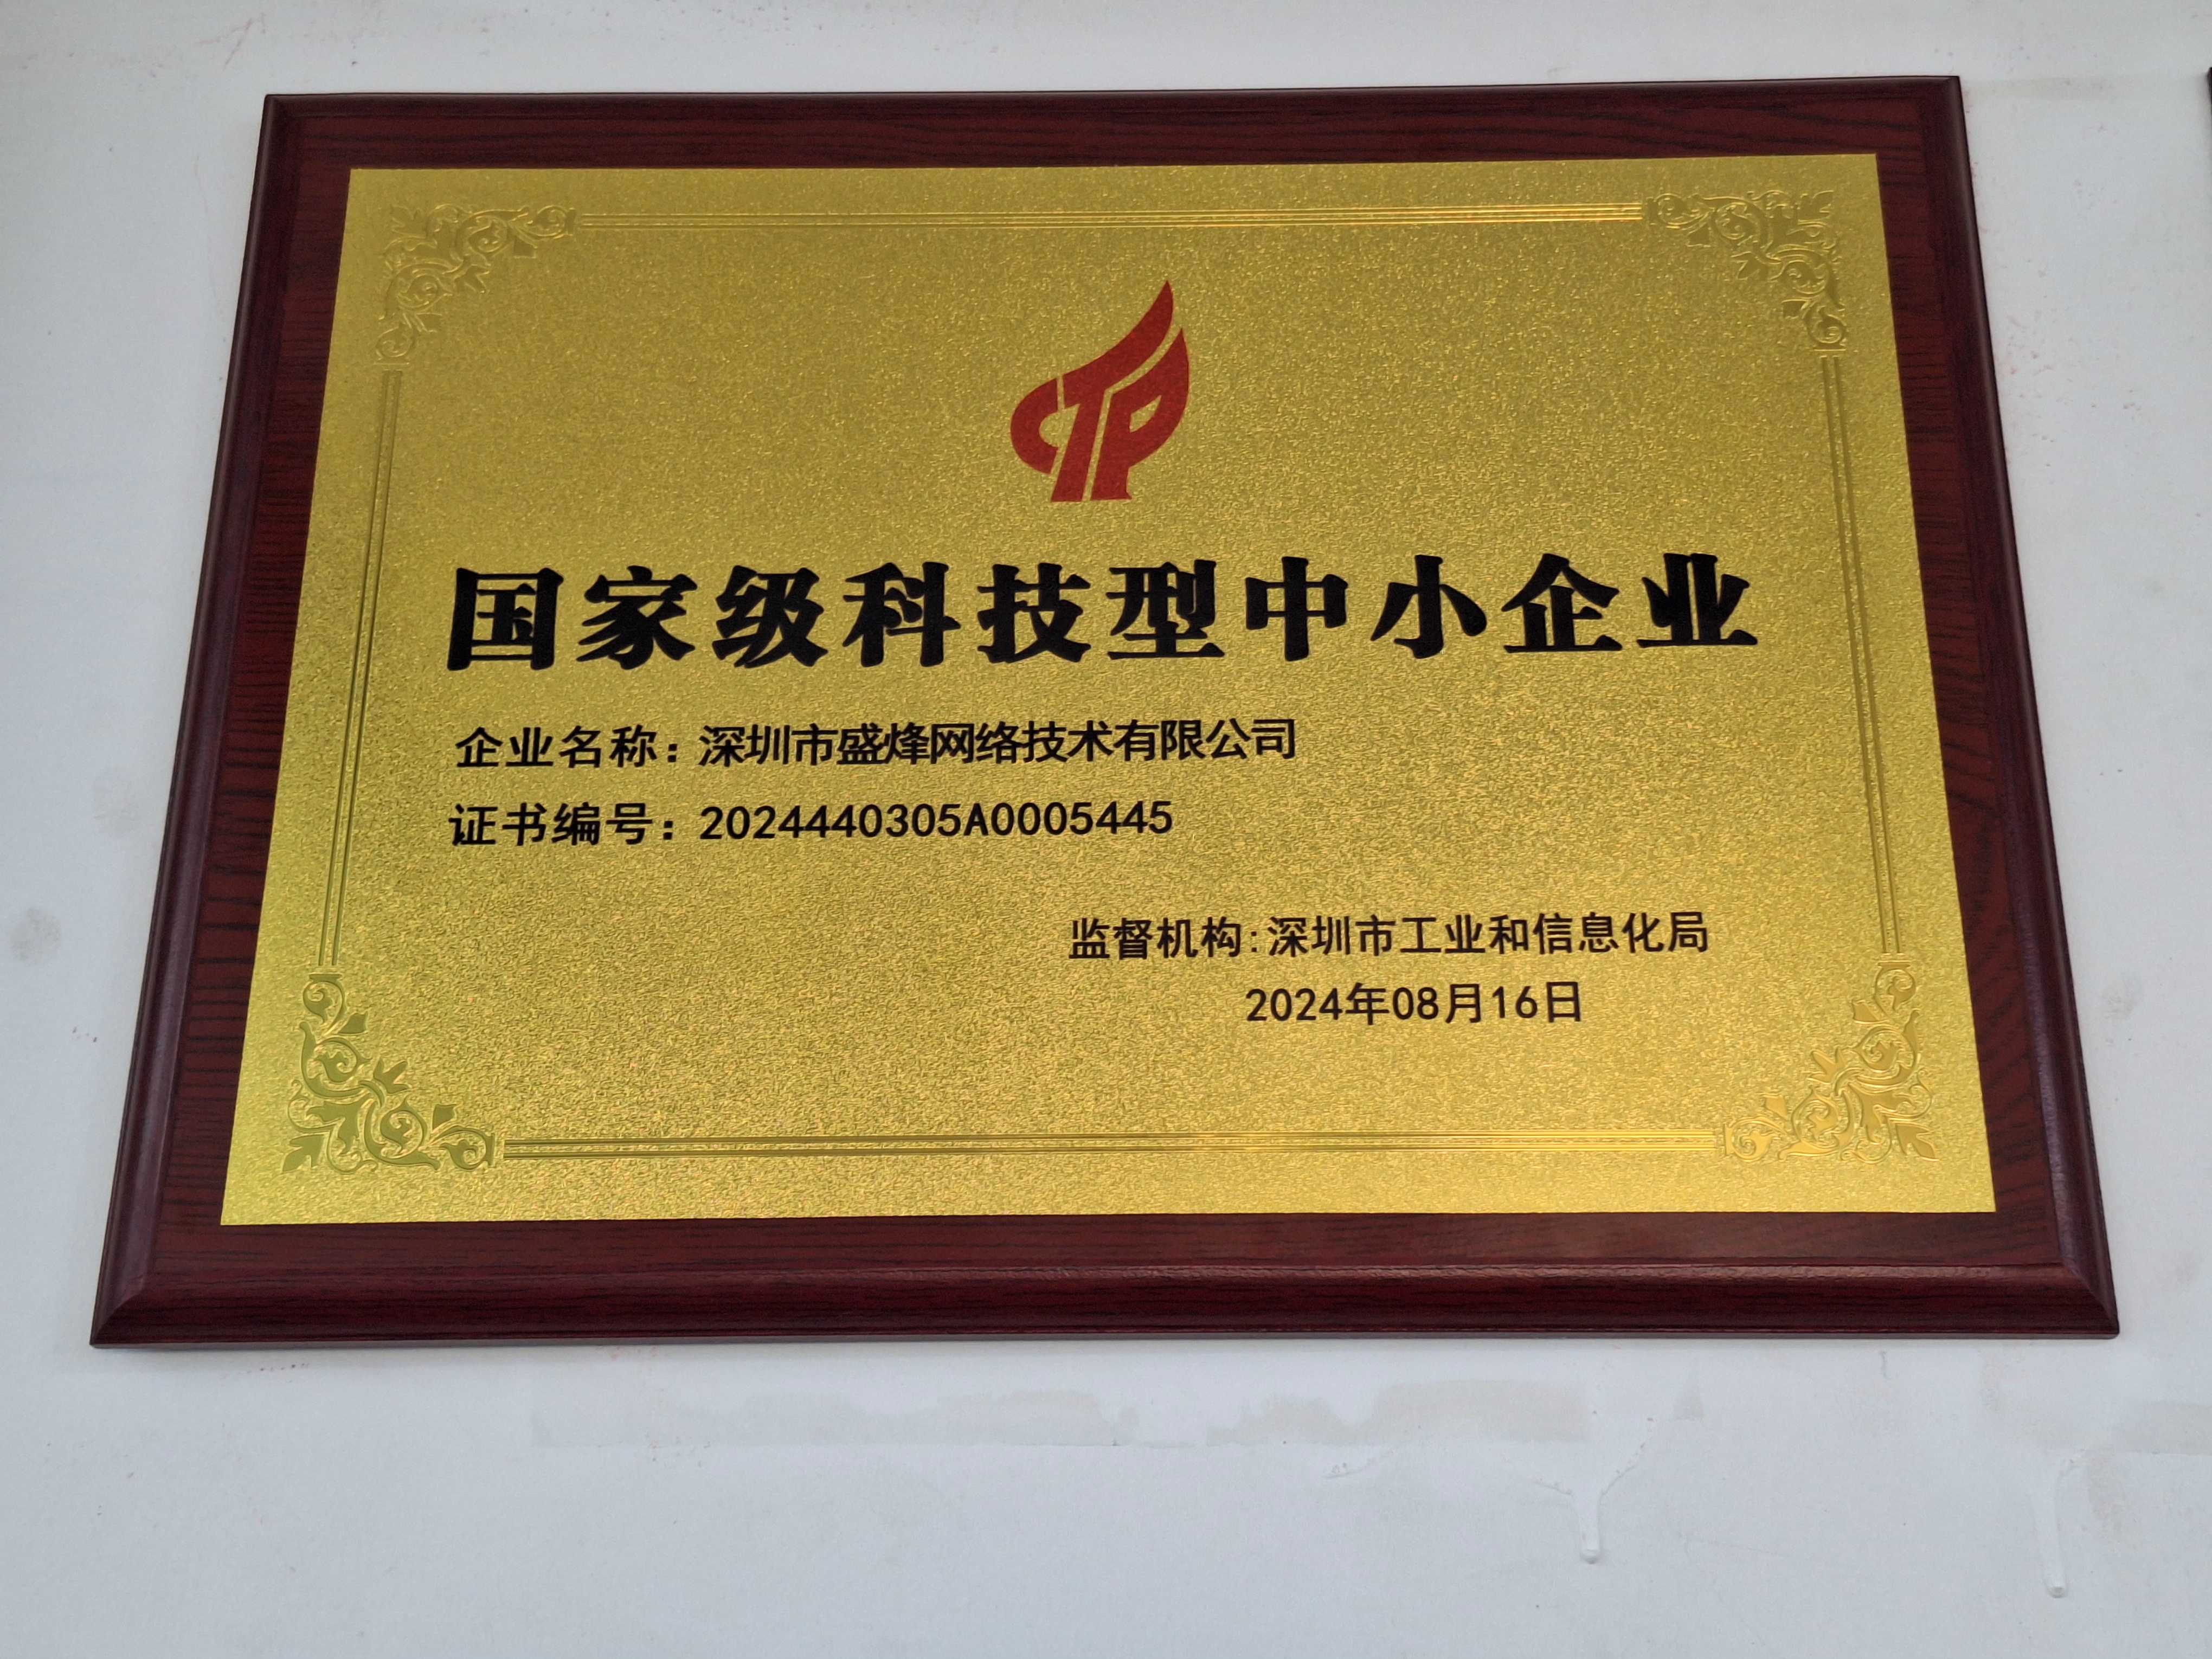 CTP
国家级科技型中小企业
企业名称：深圳市盛烽网络技术有限公司
证书编号：2024440305A0005445
监督机构:深圳市工业和信息化局
2024年08月16日